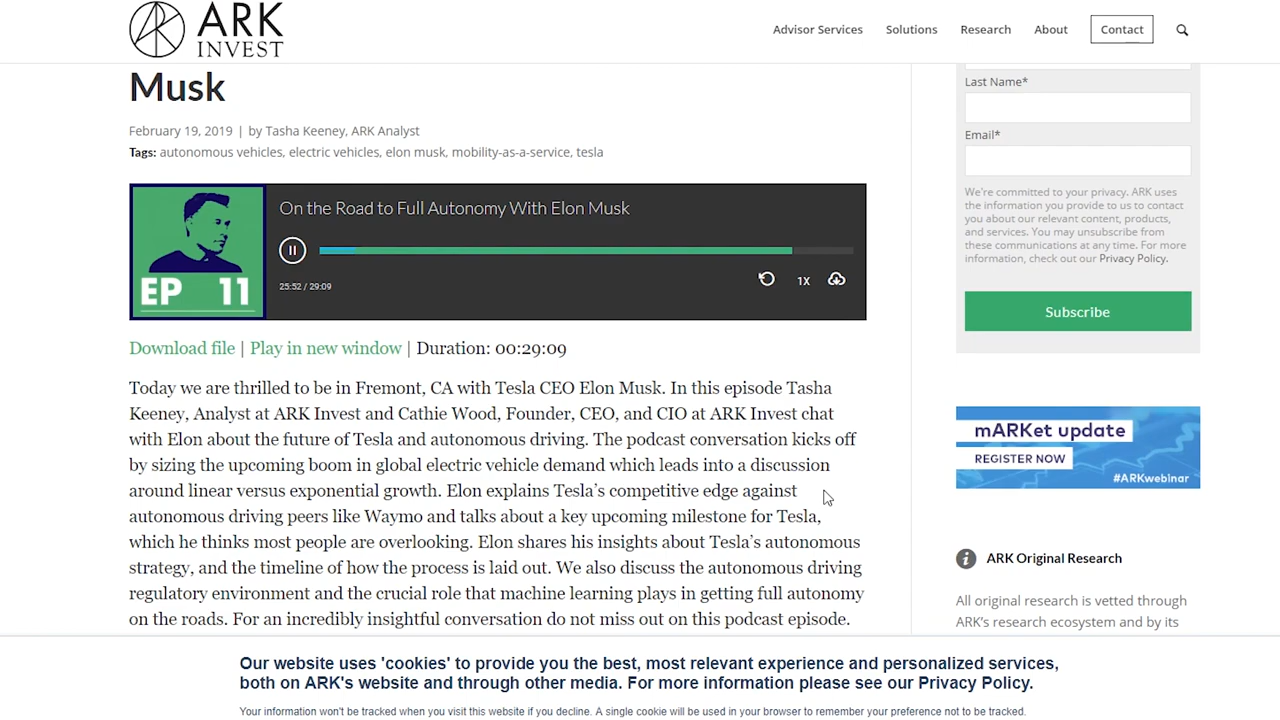 ARK
INVEST
Advisor Services
Solutions
Research
About
Contact
Musk
February 19, 2019 | by Tasha Keeney, ARK Analyst
Tags: autonomous vehicles, electric vehicles, elon musk, mobility-as-a-service, tesla
EP 11
On the Road to Full Autonomy With Elon Musk
25:52 / 29:09
1X
Download file | Play in new window | Duration: 00:29:09
Today we are thrilled to be in Fremont, CA with Tesla CEO Elon Musk. In this episode Tasha
Keeney, Analyst at ARK Invest and Cathie Wood, Founder, CEO, and CIO at ARK Invest chat
with Elon about the future of Tesla and autonomous driving. The podcast conversation kicks off
by sizing the upcoming boom in global electric vehicle demand which leads into a discussion
around linear versus exponential growth. Elon explains Tesla's competitive edge against
autonomous driving peers like Waymo and talks about a key upcoming milestone for Tesla,
which he thinks most people are overlooking. Elon shares his insights about Tesla's autonomous
strategy, and the timeline of how the process is laid out. We also discuss the autonomous driving
regulatory environment and the crucial role that machine learning plays in getting full autonomy
on the roads. For an incredibly insightful conversation do not miss out on this podcast episode.
Last Name*
Email*
We're committed to your privacy. ARK uses
the information you provide to us to contact
you about our relevant content, products,
and services. You may unsubscribe from
these communications at any time. For more
information, check out our Privacy Policy.
Subscribe
mARKet update
REGISTER NOW
#ARKwebinar
ARK Original Research
All original research is vetted through
ARK's research ecosystem and by its
Our website uses 'cookies' to provide you the best, most relevant experience and personalized services,
both on ARK's website and through other media. For more information please see our Privacy Policy.
Your information won't be tracked when you visit this website if you decline. A single cookie will be used in your browser to remember your preference not to be tracked.